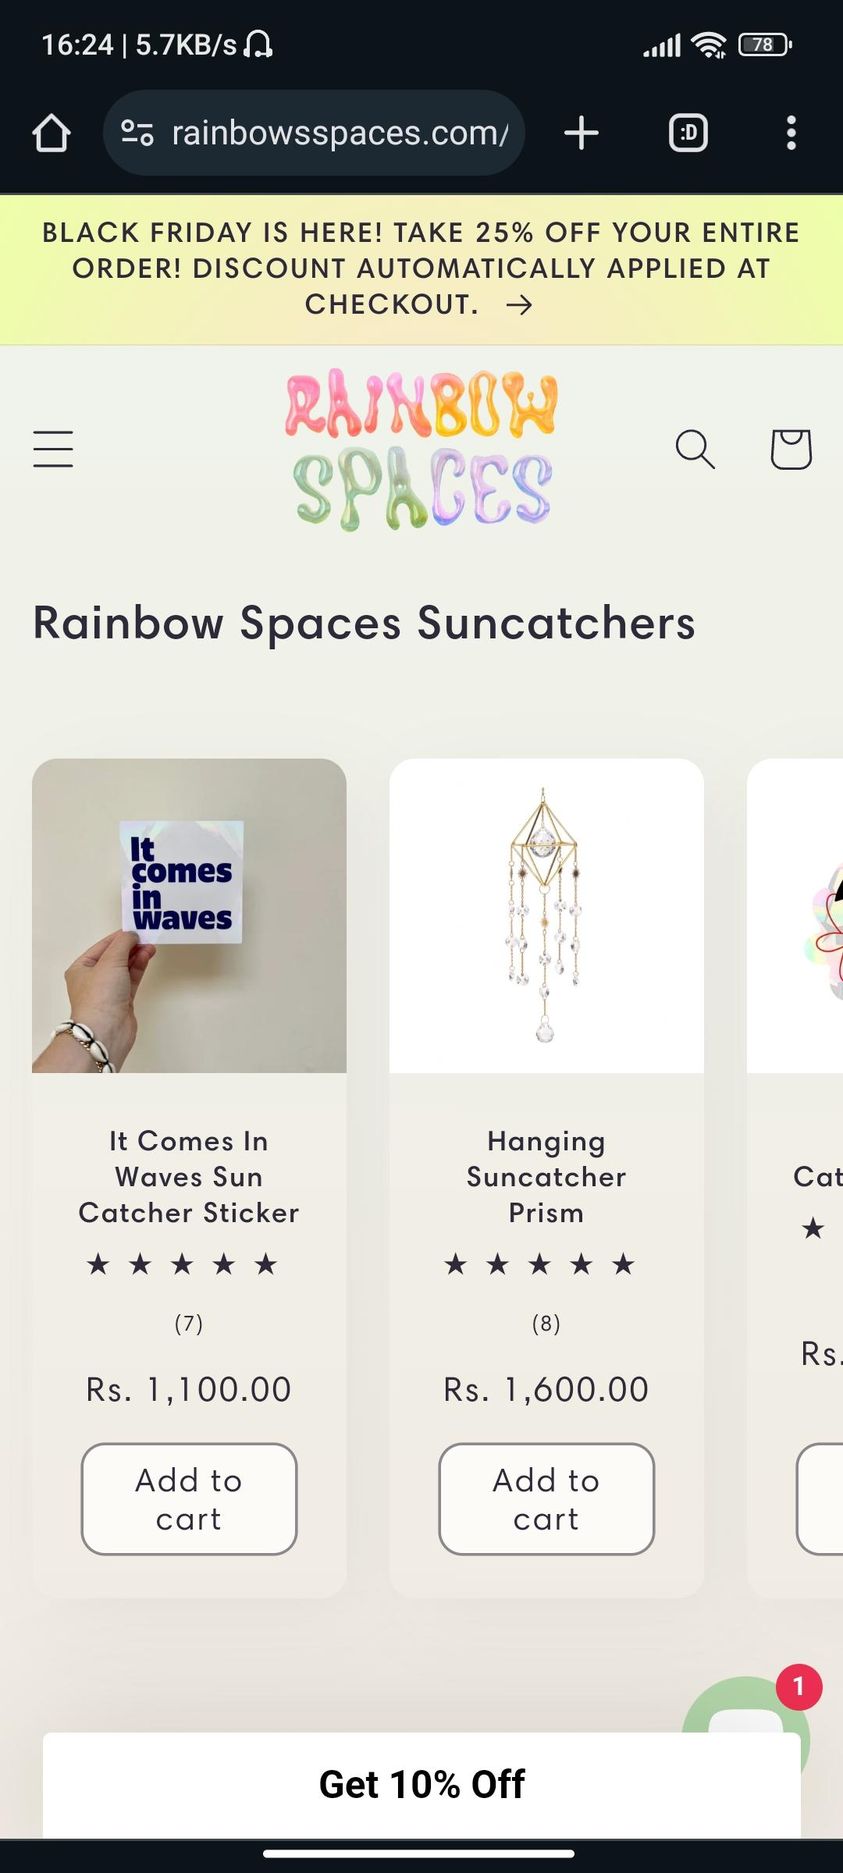 16:24 | 5.7KB/s
78
rainbowsspaces.com/
:D
BLACK FRIDAY IS HERE! TAKE 25% OFF YOUR ENTIRE
ORDER! DISCOUNT AUTOMATICALLY APPLIED AT
CHECKOUT. →
RAINBOW
SPACES
Rainbow Spaces Suncatchers
It
comes
in
waves
It Comes In
Waves Sun
Catcher Sticker
★ ★ ★ ★ ★
(7)
Rs. 1,100.00
Add to
cart
Hanging
Suncatcher
Prism
★ ★ ★ ★ ★
(8)
Rs. 1,600.00
Add to
cart
Cat
★
Rs.
1
Get 10% Off